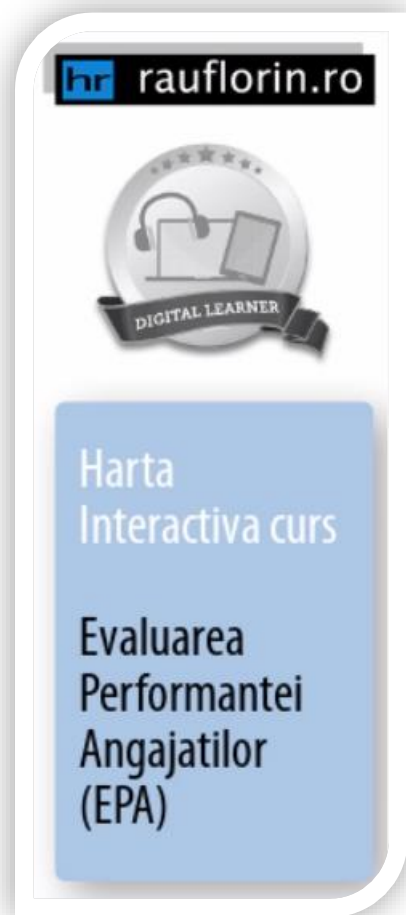 hr rauflorin.ro
DIGITAL LEARNER
Harta
Interactiva curs
Evaluarea
Performantei
Angajatilor
(EPA)